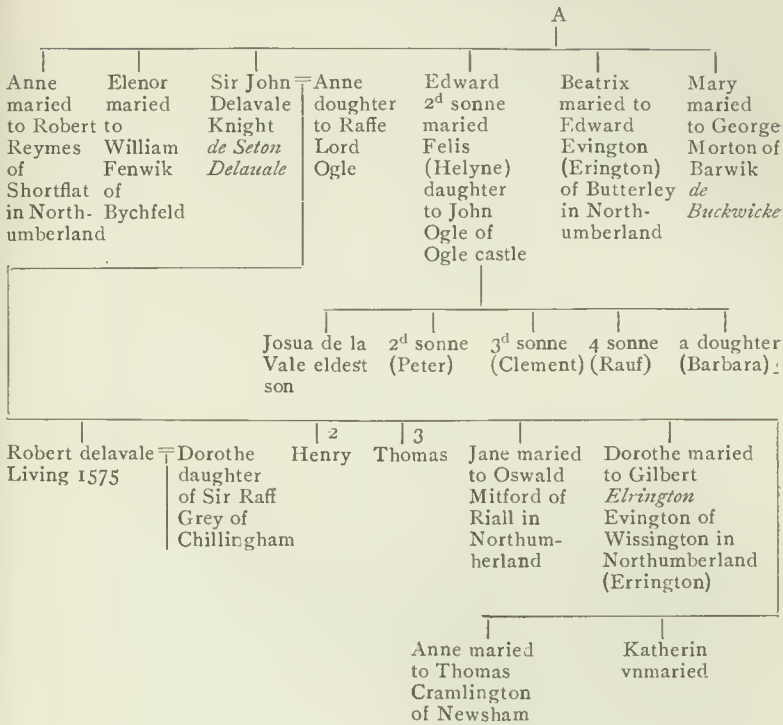 A
Anne
maried
to Robert
Reymes
of
Shortflat
in North-
umberland
Elenor
maried
to
William
Fenwik
of
Bychfeld
Sir John
Delavale
Knight
de Seton
Delauale
Anne
doughter
to Raffe
Lord
Ogle
Edward
2d sonne
maried
Felis
(Helyne)
daughter
to John
Ogle of
Ogle castle
Beatrix
maried to
Edward
Evington
(Erington)
of Butterley
in North-
umberland
Mary
maried
to George
Morton of
Barwik
de
Buckwicke
Josua de la
Vale eldest
son
2d sonne
(Peter)
3d sonne
(Clement)
4 sonne
(Rauf)
a doughter
(Barbara)
Robert delavale
Living 1575
Dorothe
daughter
of Sir Raff
Grey of
Chillingham
2
Henry
3
Thomas
Jane maried
to Oswald
Mitford of
Riall in
Northum-
herland
Dorothe maried
to Gilbert
Elrington
Evington of
Wissington in
Northumberland
(Errington)
Anne maried
to Thomas
Cramlington
of Newsham
Katherin
vnmaried